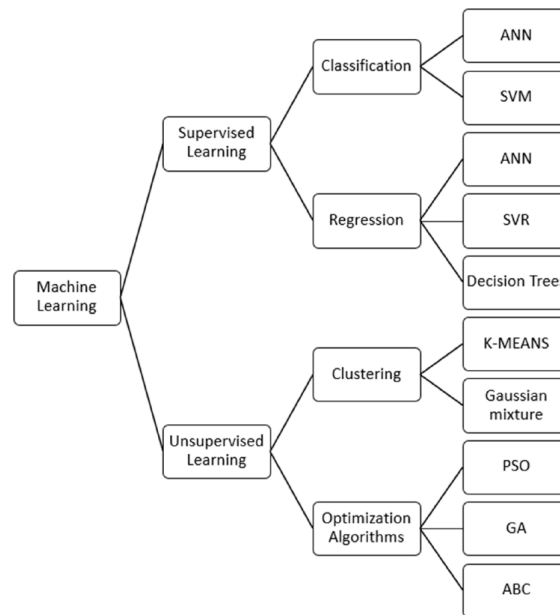 ANN
Classification
SVM
Supervised
Learning
ANN
Regression
SVR
Decision Trees
Machine
Learning
K-MEANS
Clustering
Gaussian
mixture
Unsupervised
Learning
PSO
Optimization
Algorithms
GA
ABC